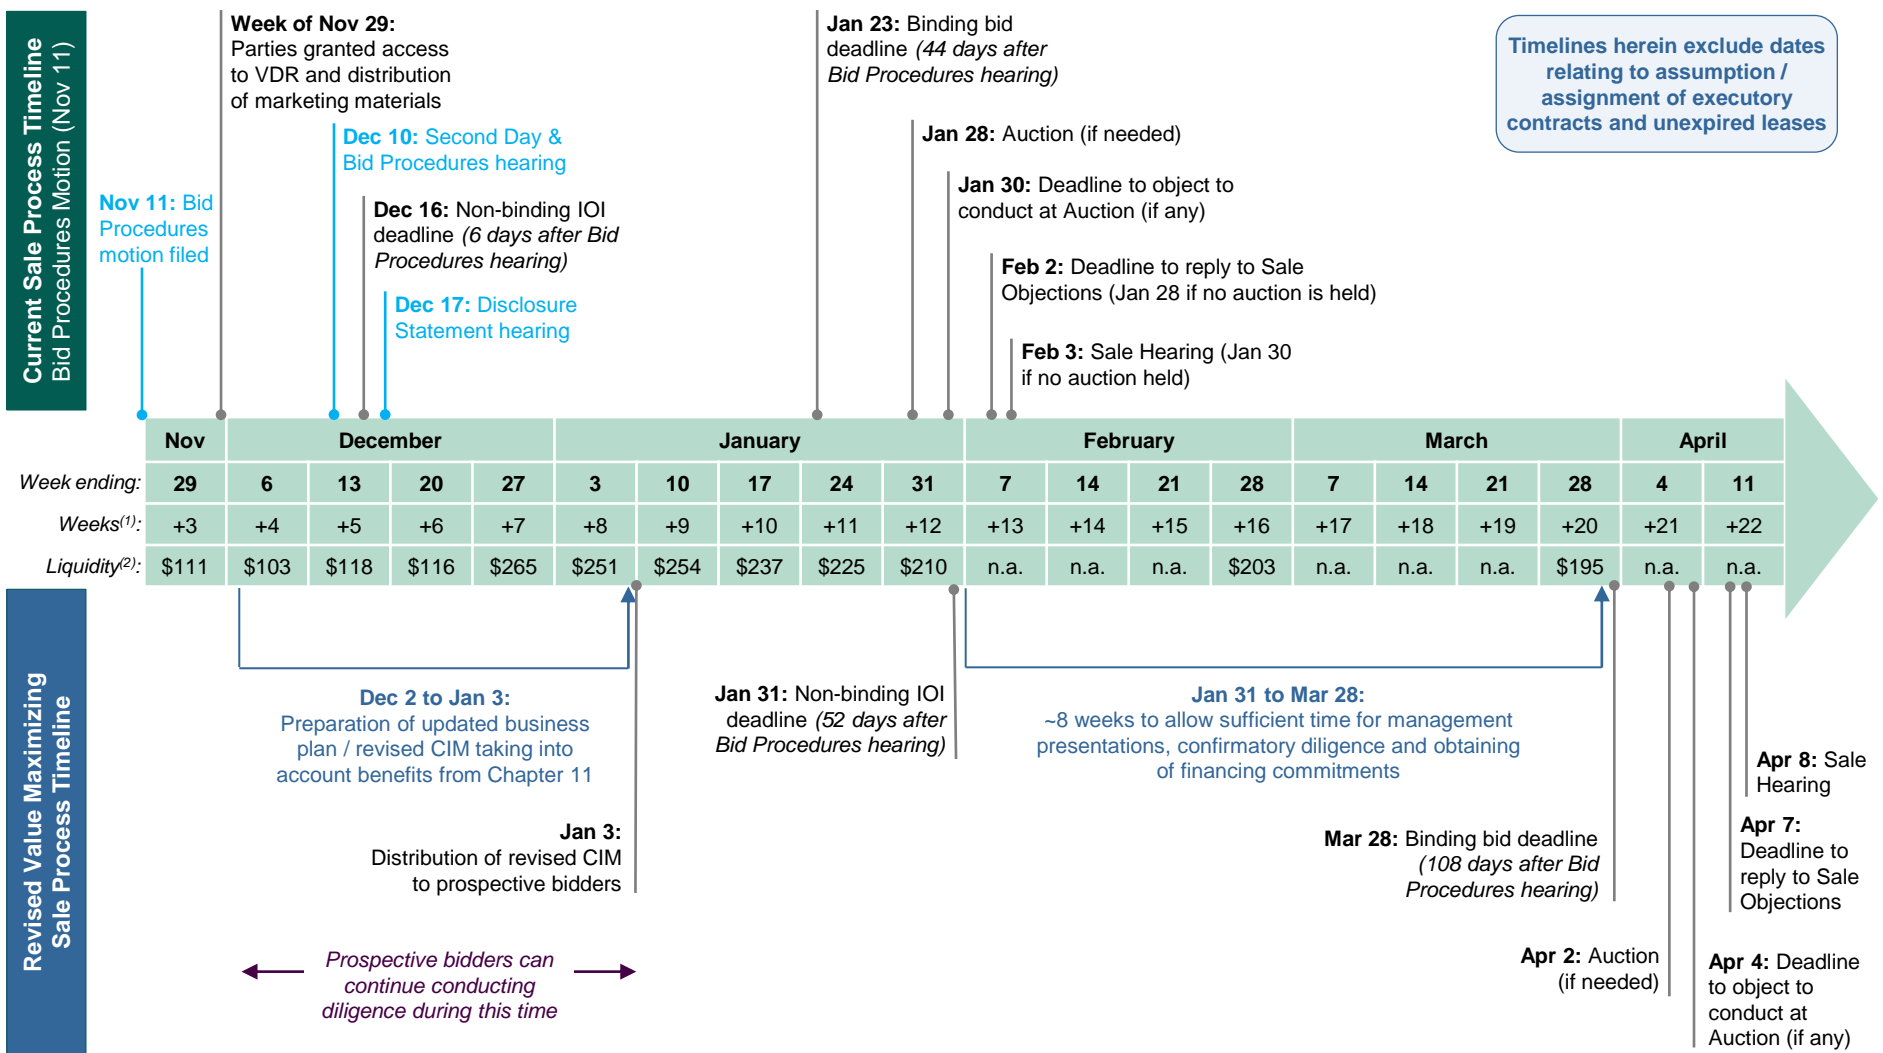 Current Sale Process Timeline
Bid Procedures Motion (Nov 11)
Nov 11: Bid
Procedures
motion filed
Week of Nov 29:
Parties granted access
to VDR and distribution
of marketing materials
Dec 10: Second Day &
Bid Procedures hearing
Dec 16: Non-binding IOI
deadline (6 days after Bid
Procedures hearing)
Dec 17: Disclosure
Statement hearing
Jan 23: Binding bid
deadline (44 days after
Bid Procedures hearing)
Jan 28: Auction (if needed)
Jan 30: Deadline to object to
conduct at Auction (if any)
Feb 2: Deadline to reply to Sale
Objections (Jan 28 if no auction is held)
Feb 3: Sale Hearing (Jan 30
if no auction held)
Timelines herein exclude dates
relating to assumption /
assignment of executory
contracts and unexpired leases
Nov December January February March April
Week ending: 29 6 13 20 27 3 10 17 24 31 7 14 21 28 7 14 21 28 4 11
Weeks(1): +3 +4 +5 +6 +7 +8 +9 +10 +11 +12 +13 +14 +15 +16 +17 +18 +19 +20 +21 +22
Liquidity(2): $111 $103 $118 $116 $265 $251 $254 $237 $225 $210 n.a. n.a. n.a. $203 n.a. n.a. n.a. $195 n.a. n.a.
Revised Value Maximizing
Sale Process Timeline
Dec 2 to Jan 3:
Preparation of updated business
plan / revised CIM taking into
account benefits from Chapter 11
Jan 3:
Distribution of revised CIM
to prospective bidders
Prospective bidders can
continue conducting
diligence during this time
Jan 31: Non-binding IOI
deadline (52 days after
Bid Procedures hearing)
Jan 31 to Mar 28:
~8 weeks to allow sufficient time for management
presentations, confirmatory diligence and obtaining
of financing commitments
Mar 28: Binding bid deadline
(108 days after Bid
Procedures hearing)
Apr 2: Auction
(if needed)
Apr 4: Deadline
to object to
conduct at
Auction (if any)
Apr 7:
Deadline to
reply to Sale
Objections
Apr 8: Sale
Hearing